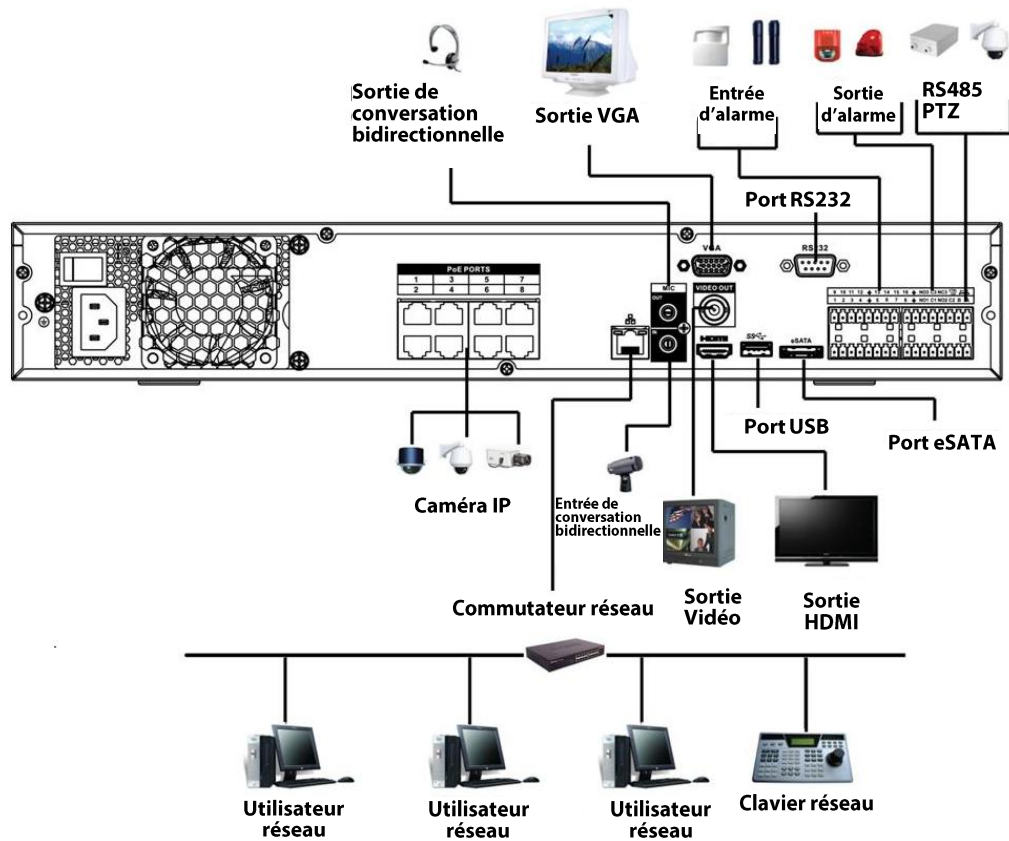 Sortie de
conversation
bidirectionnelle
Sortie VGA
Entrée
d'alarme
Sortie
d'alarme
RS485
PTZ
Port RS232
VGA
RS232
PoE PORTS
1 3 5 7
2 4 6 8
MIC
OUT
VIDEO OUT
HDMI
SS
eSATA
Port USB
Port eSATA
Caméra IP
Entrée de
conversation
bidirectionnelle
Commutateur réseau
Sortie
Vidéo
Sortie
HDMI
Utilisateur
réseau
Utilisateur
réseau
Utilisateur
réseau
Clavier réseau